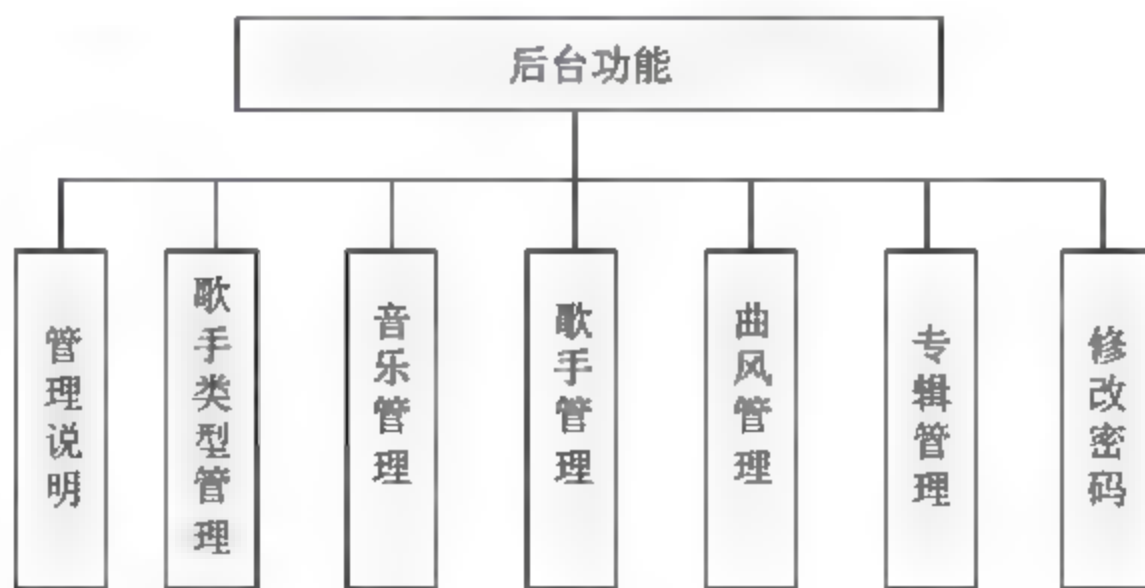 后台功能
管理说明
歌手类型管理
音乐管理
歌手管理
曲风管理
专辑管理
修改密码